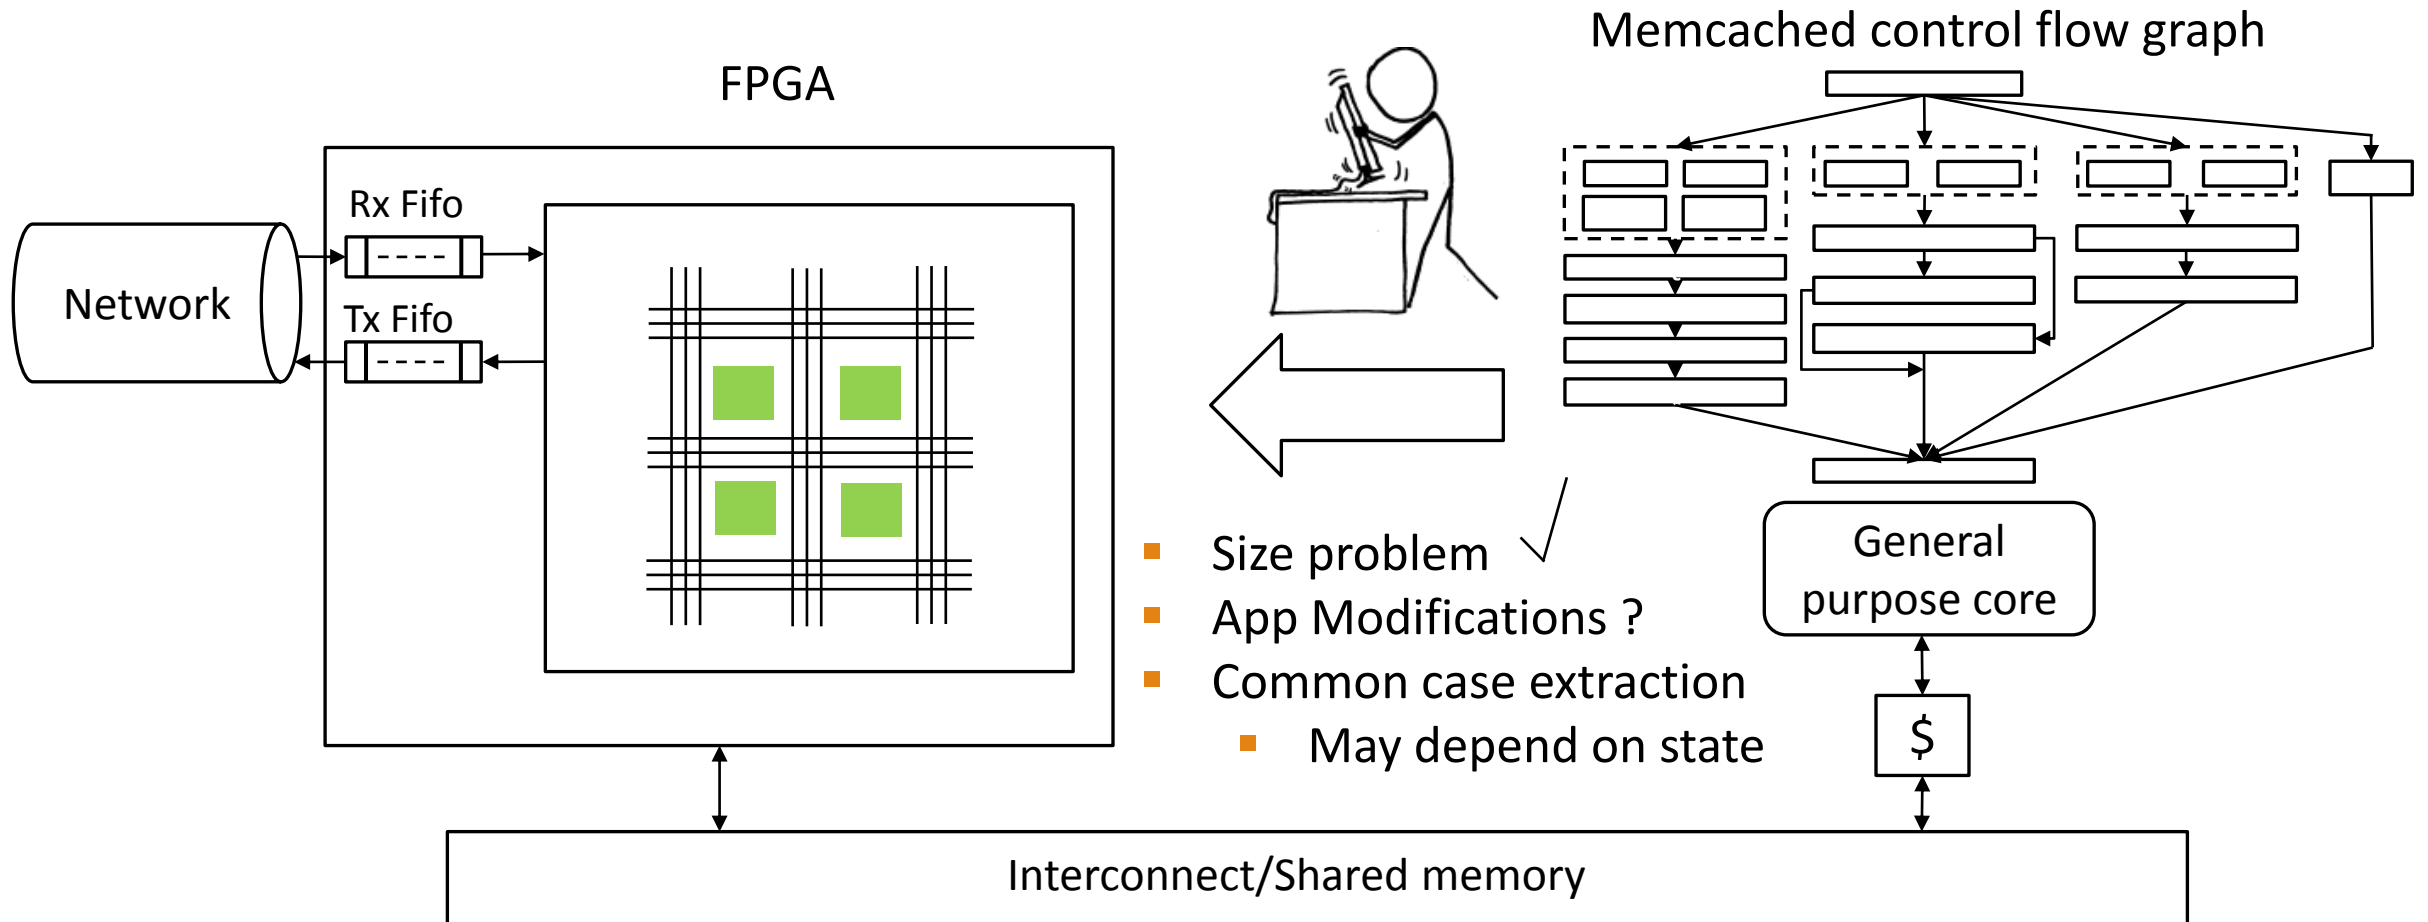 Memcached control flow graph
FPGA
Rx Fifo
Network
Tx Fifo
Size problem
App Modifications ?
Common case extraction
May depend on state
General
purpose core
$
Interconnect/Shared memory